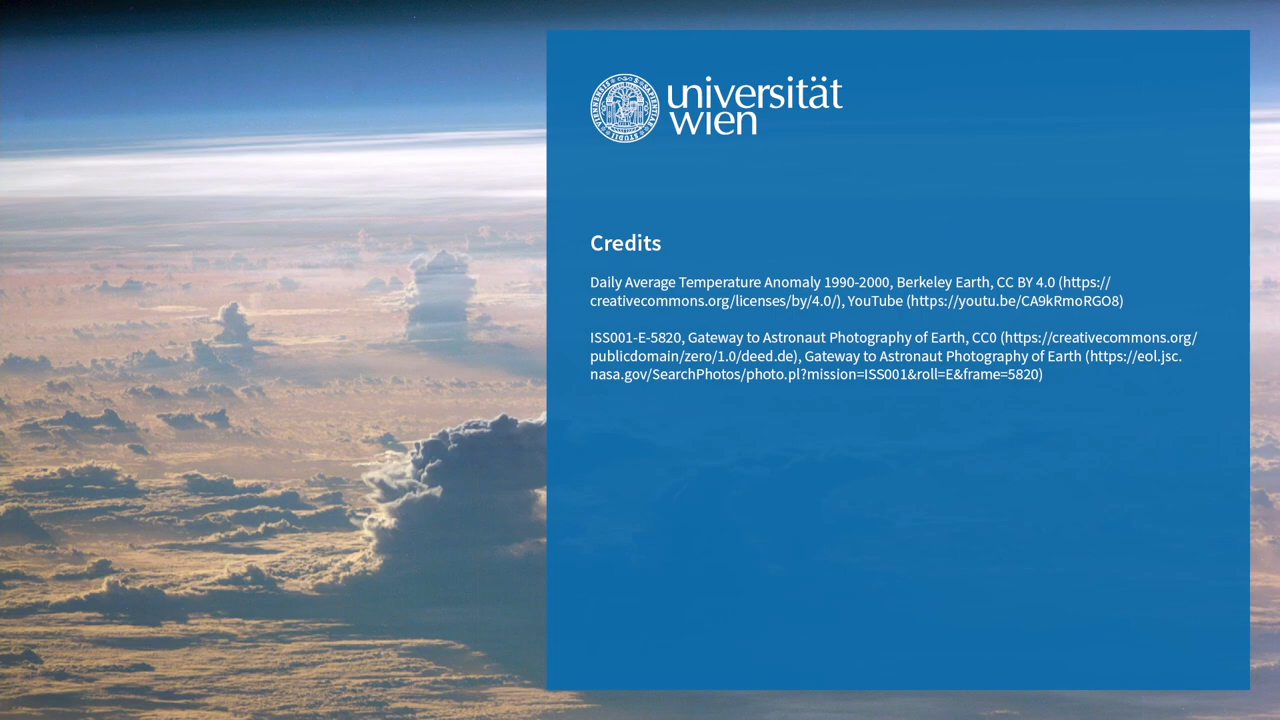 universität
wien
Credits
Daily Average Temperature Anomaly 1990-2000, Berkeley Earth, CC BY 4.0 (https://
creativecommons.org/licenses/by/4.0/), YouTube (https://youtu.be/CA9kRmoRGO8)
ISS001-E-5820, Gateway to Astronaut Photography of Earth, CC0 (https://creativecommons.org/
publicdomain/zero/1.0/deed.de), Gateway to Astronaut Photography of Earth (https://eol.jsc.
nasa.gov/SearchPhotos/photo.pl?mission=ISS001&roll=E&frame=5820)